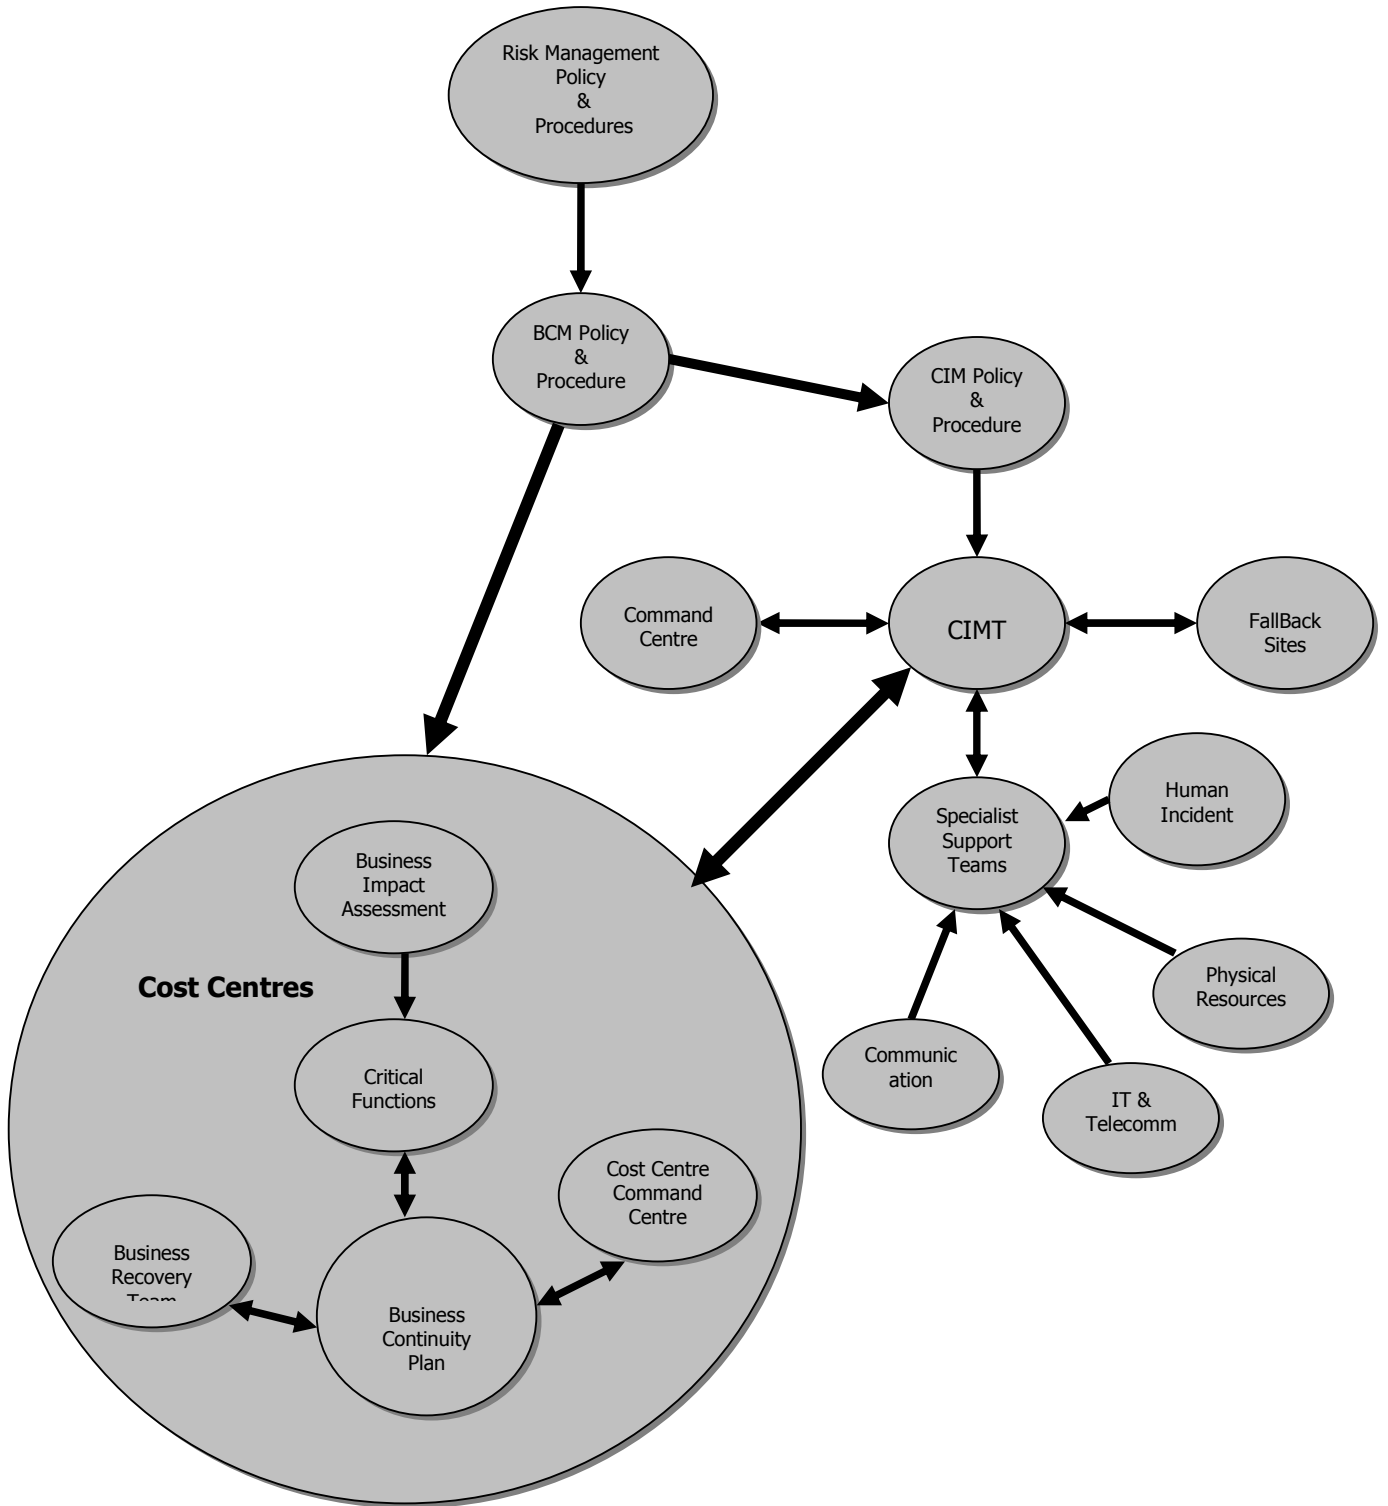 Risk Management
Policy
&
Procedures
BCM Policy
&
Procedure
CIM Policy
&
Procedure
Command
Centre
CIMT
FallBack
Sites
Human
Incident
Specialist
Support
Teams
Business
Impact
Assessment
Physical
Resources
Cost Centres
Communic
ation
Critical
Functions
IT &
Telecomm
Cost Centre
Command
Centre
Business
Recovery
Team
Business
Continuity
Plan